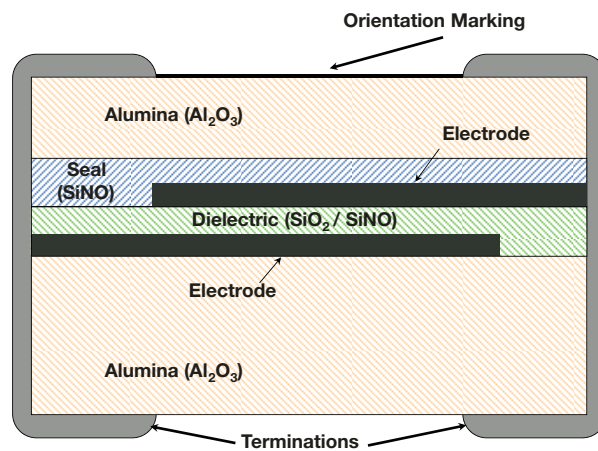 Orientation Marking
Alumina (Al₂O₃)
Electrode
Seal
(SiNO)
Dielectric (SiO₂ / SiNO)
Electrode
Alumina (Al₂O₃)
Terminations